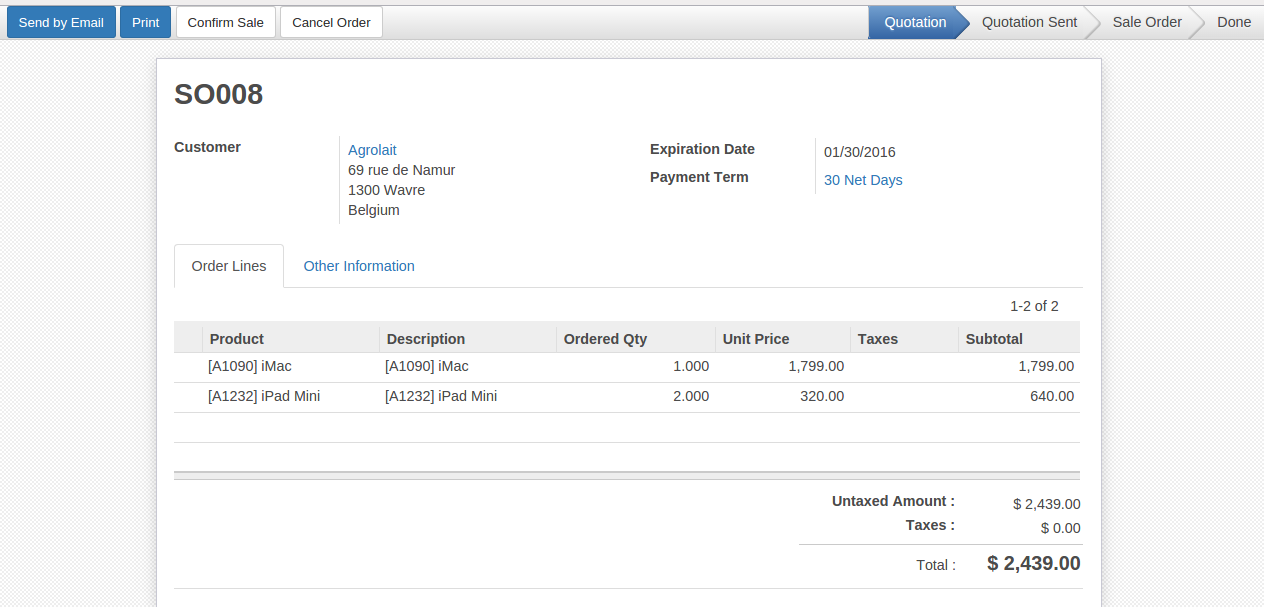 Send by Email Print Confirm Sale Cancel Order Quotation Quotation Sent Sale Order Done
SO008
Customer
Agrolait
69 rue de Namur
1300 Wavre
Belgium
Expiration Date 01/30/2016
Payment Term 30 Net Days
Order Lines Other Information
1-2 of 2
Product Description Ordered Qty Unit Price Taxes Subtotal
[A1090] iMac [A1090] iMac 1.000 1,799.00 1,799.00
[A1232] iPad Mini [A1232] iPad Mini 2.000 320.00 640.00
Untaxed Amount : $ 2,439.00
Taxes : $ 0.00
Total : $ 2,439.00